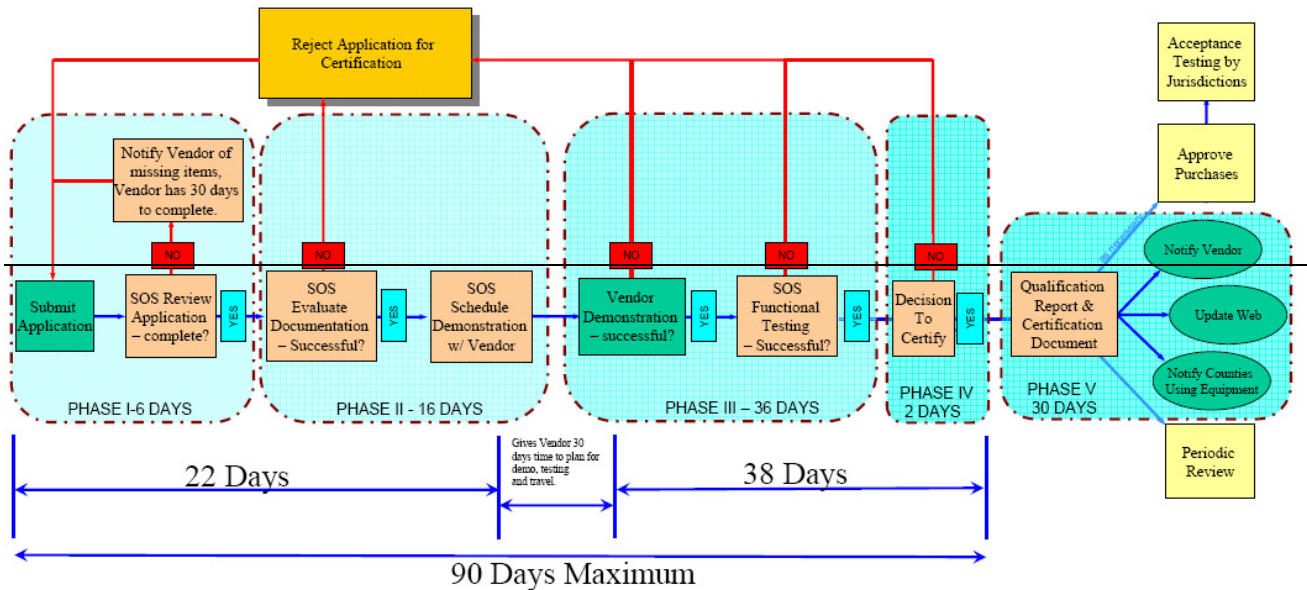 Reject Application for
Certification
Acceptance
Testing by
Jurisdictions
Notify Vendor of
missing items,
Vendor has 30 days
to complete.
Approve
Purchases
as necessary
NO
NO
NO
NO
NO
Submit
Application
SOS Review
Application
– complete?
YES
SOS
Evaluate
Documentation
– Successful?
YES
SOS
Schedule
Demonstration
w/ Vendor
Vendor
Demonstration
– successful?
YES
SOS
Functional
Testing
– Successful?
YES
Decision
To
Certify
YES
Qualification
Report &
Certification
Document
Notify Vendor
Update Web
Notify Counties
Using Equipment
PHASE I-6 DAYS
PHASE II - 16 DAYS
PHASE III – 36 DAYS
PHASE IV
2 DAYS
PHASE V
30 DAYS
Periodic
Review
22 Days
Gives Vendor 30
days time to plan for
demo, testing
and travel.
38 Days
90 Days Maximum